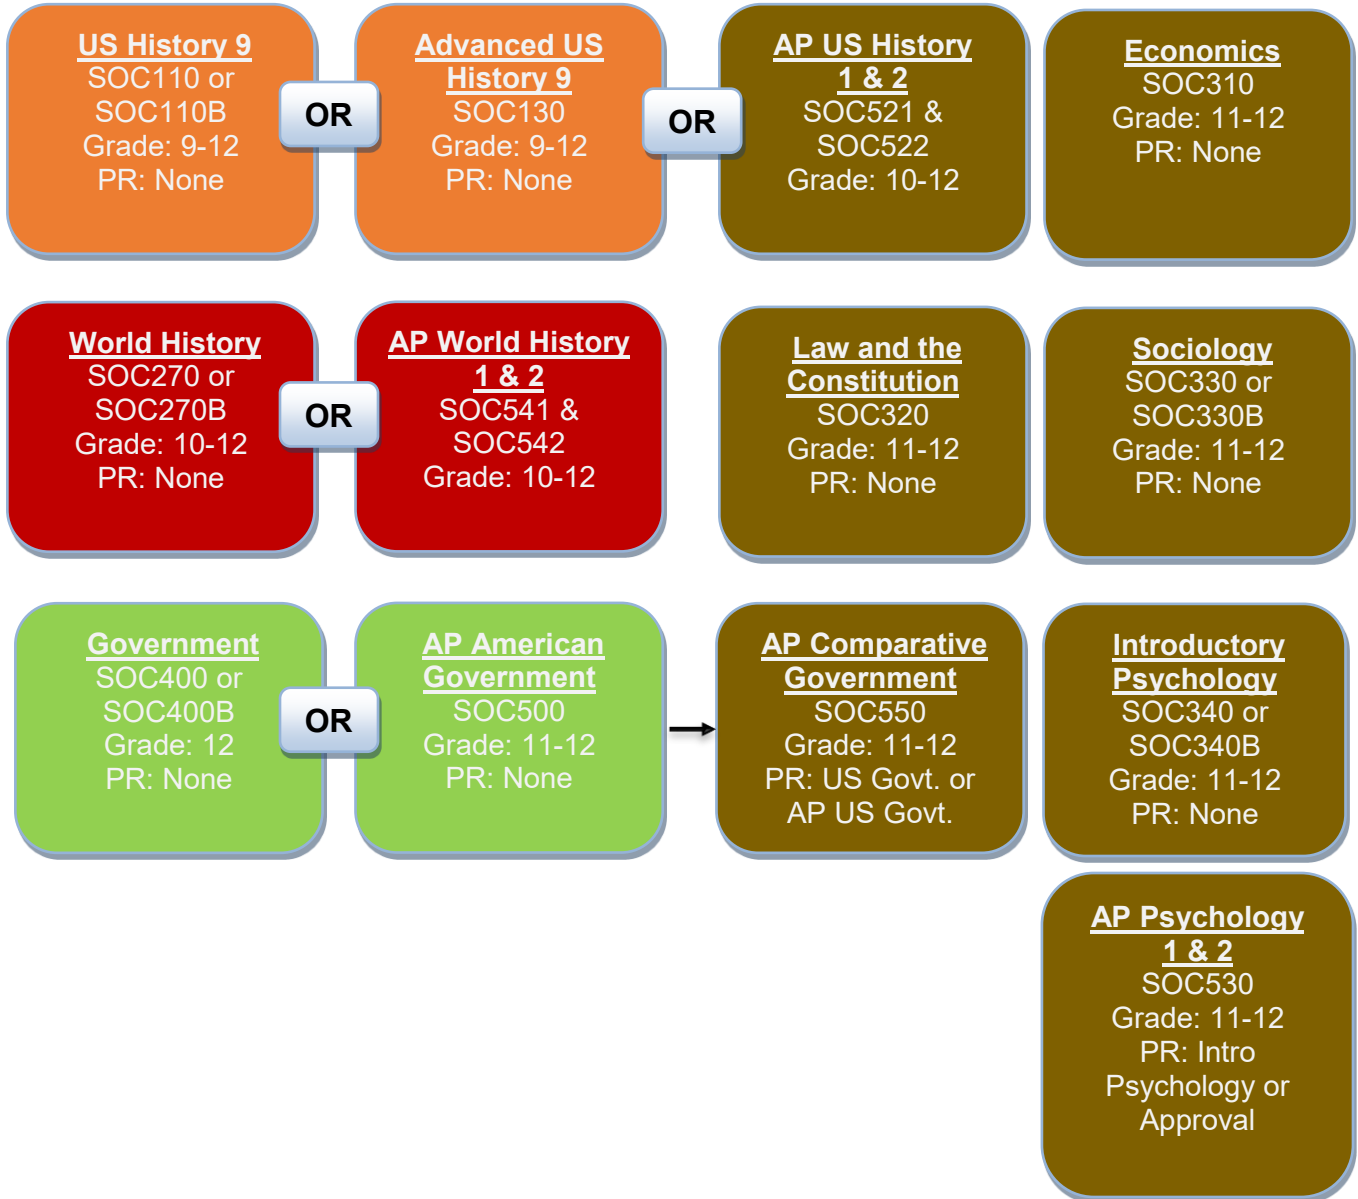 US History 9
SOC110 or
SOC110B
Grade: 9-12
PR: None
OR
Advanced US
History 9
SOC130
Grade: 9-12
PR: None
OR
AP US History
1 & 2
SOC521 &
SOC522
Grade: 10-12
Economics
SOC310
Grade: 11-12
PR: None
World History
SOC270 or
SOC270B
Grade: 10-12
PR: None
OR
AP World History
1 & 2
SOC541 &
SOC542
Grade: 10-12
Law and the
Constitution
SOC320
Grade: 11-12
PR: None
Sociology
SOC330 or
SOC330B
Grade: 11-12
PR: None
Government
SOC400 or
SOC400B
Grade: 12
PR: None
OR
AP American
Government
SOC500
Grade: 11-12
PR: None
AP Comparative
Government
SOC550
Grade: 11-12
PR: US Govt. or
AP US Govt.
Introductory
Psychology
SOC340 or
SOC340B
Grade: 11-12
PR: None
AP Psychology
1 & 2
SOC530
Grade: 11-12
PR: Intro
Psychology or
Approval